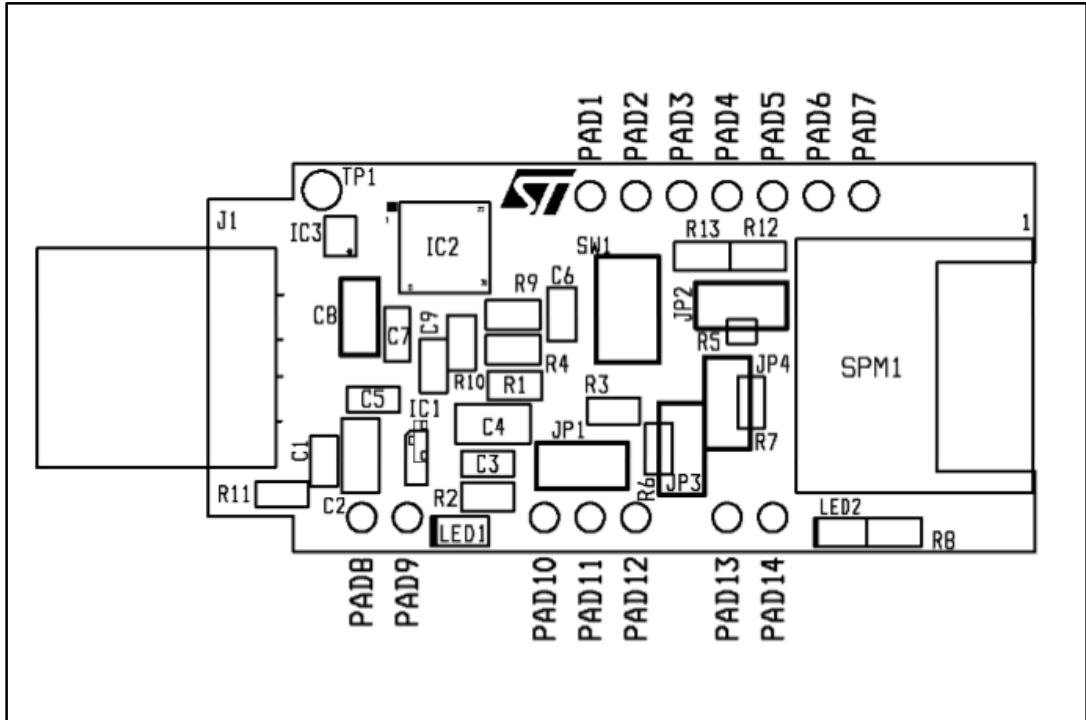 PAD1 PAD2 PAD3 PAD4 PAD5 PAD6 PAD7
TP1
ST
J1
1
IC3
IC2
R13 R12
SW1
C6
R9
JP2
C8
C7
C9
R5
R4
JP4
SPM1
R10
R1
R3
C5
IC1
C4
JP1
R7
C1
C3
R6
JP3
R11
C2
R2
LED1
LED2
R8
PAD8 PAD9 PAD10 PAD11 PAD12 PAD13 PAD14